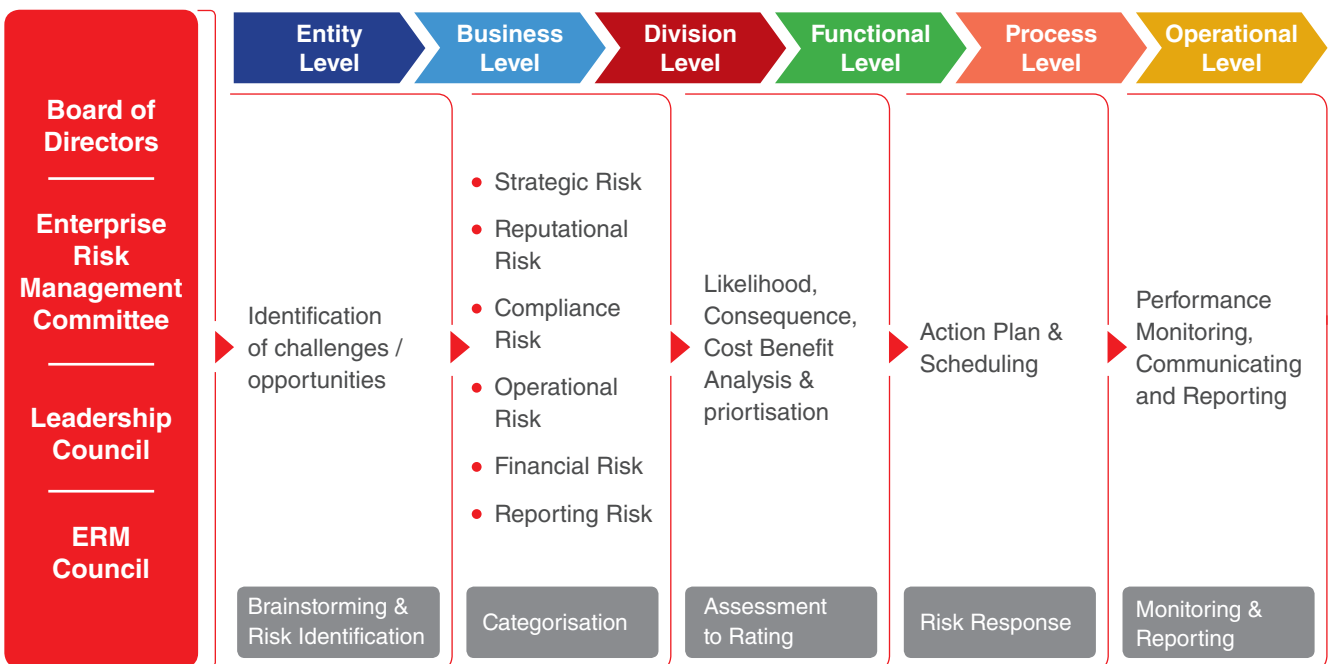 Board of
Directors
Enterprise
Risk
Management
Committee
Leadership
Council
ERM
Council
Entity
Level
Business
Level
Division
Level
Functional
Level
Process
Level
Operational
Level
Identification
of challenges /
opportunities
Brainstorming &
Risk Identification
• Strategic Risk
• Reputational
Risk
• Compliance
Risk
• Operational
Risk
• Financial Risk
• Reporting Risk
Categorisation
Likelihood,
Consequence,
Cost Benefit
Analysis &
priortisation
Assessment
to Rating
Action Plan &
Scheduling
Risk Response
Performance
Monitoring,
Communicating
and Reporting
Monitoring &
Reporting